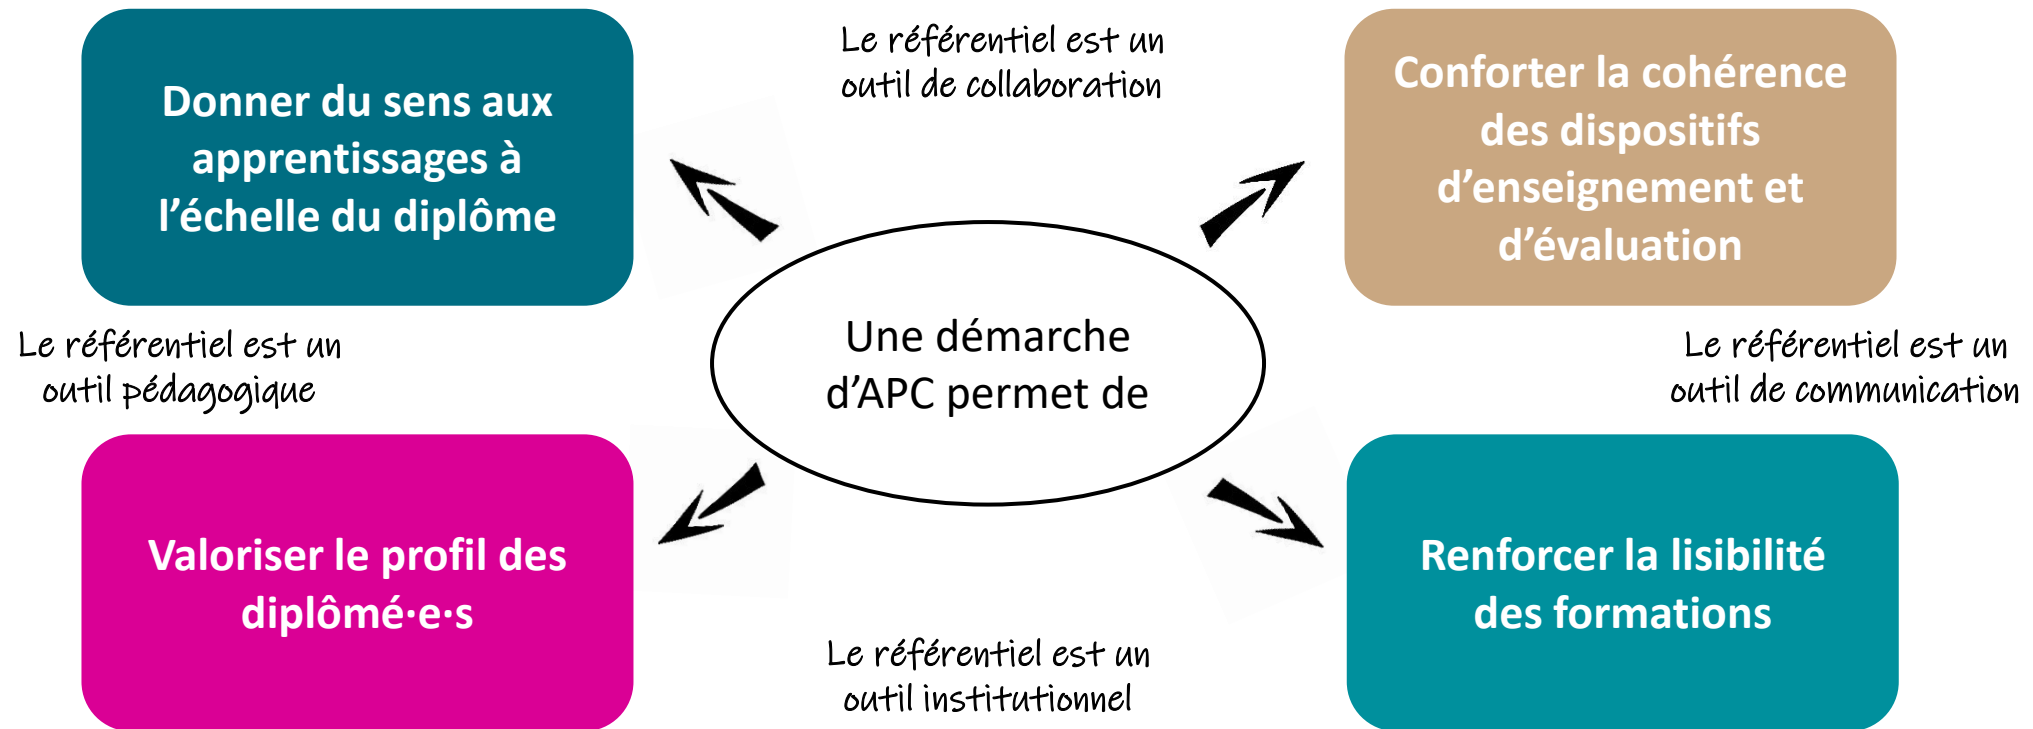 Donner du sens aux
apprentissages à
l’échelle du diplôme
Le référentiel est un
outil de collaboration
Conforter la cohérence
des dispositifs
d’enseignement et
d’évaluation
Le référentiel est un
outil pédagogique
Une démarche
d’APC permet de
Le référentiel est un
outil de communication
Valoriser le profil des
diplômé·e·s
Le référentiel est un
outil institutionnel
Renforcer la lisibilité
des formations